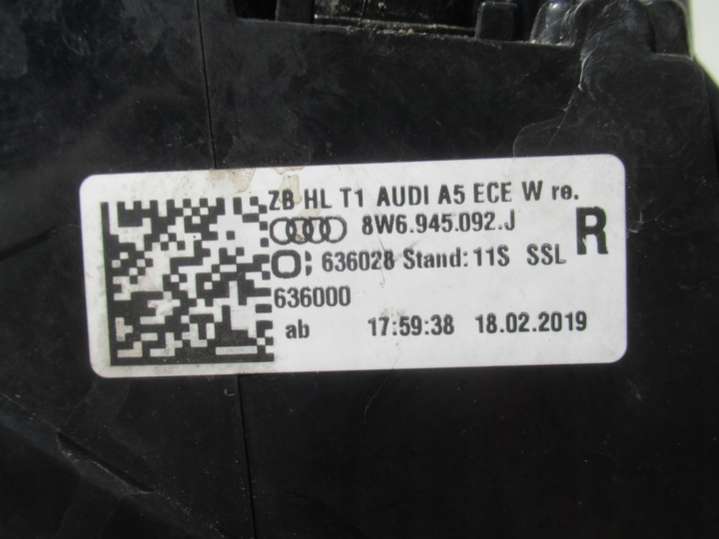 ZB HL T1 AUDI A5 ECE W re.
8W6.945.092.J R
O; 636028 Stand: 11S SSL
636000
ab 17:59:38 18.02.2019